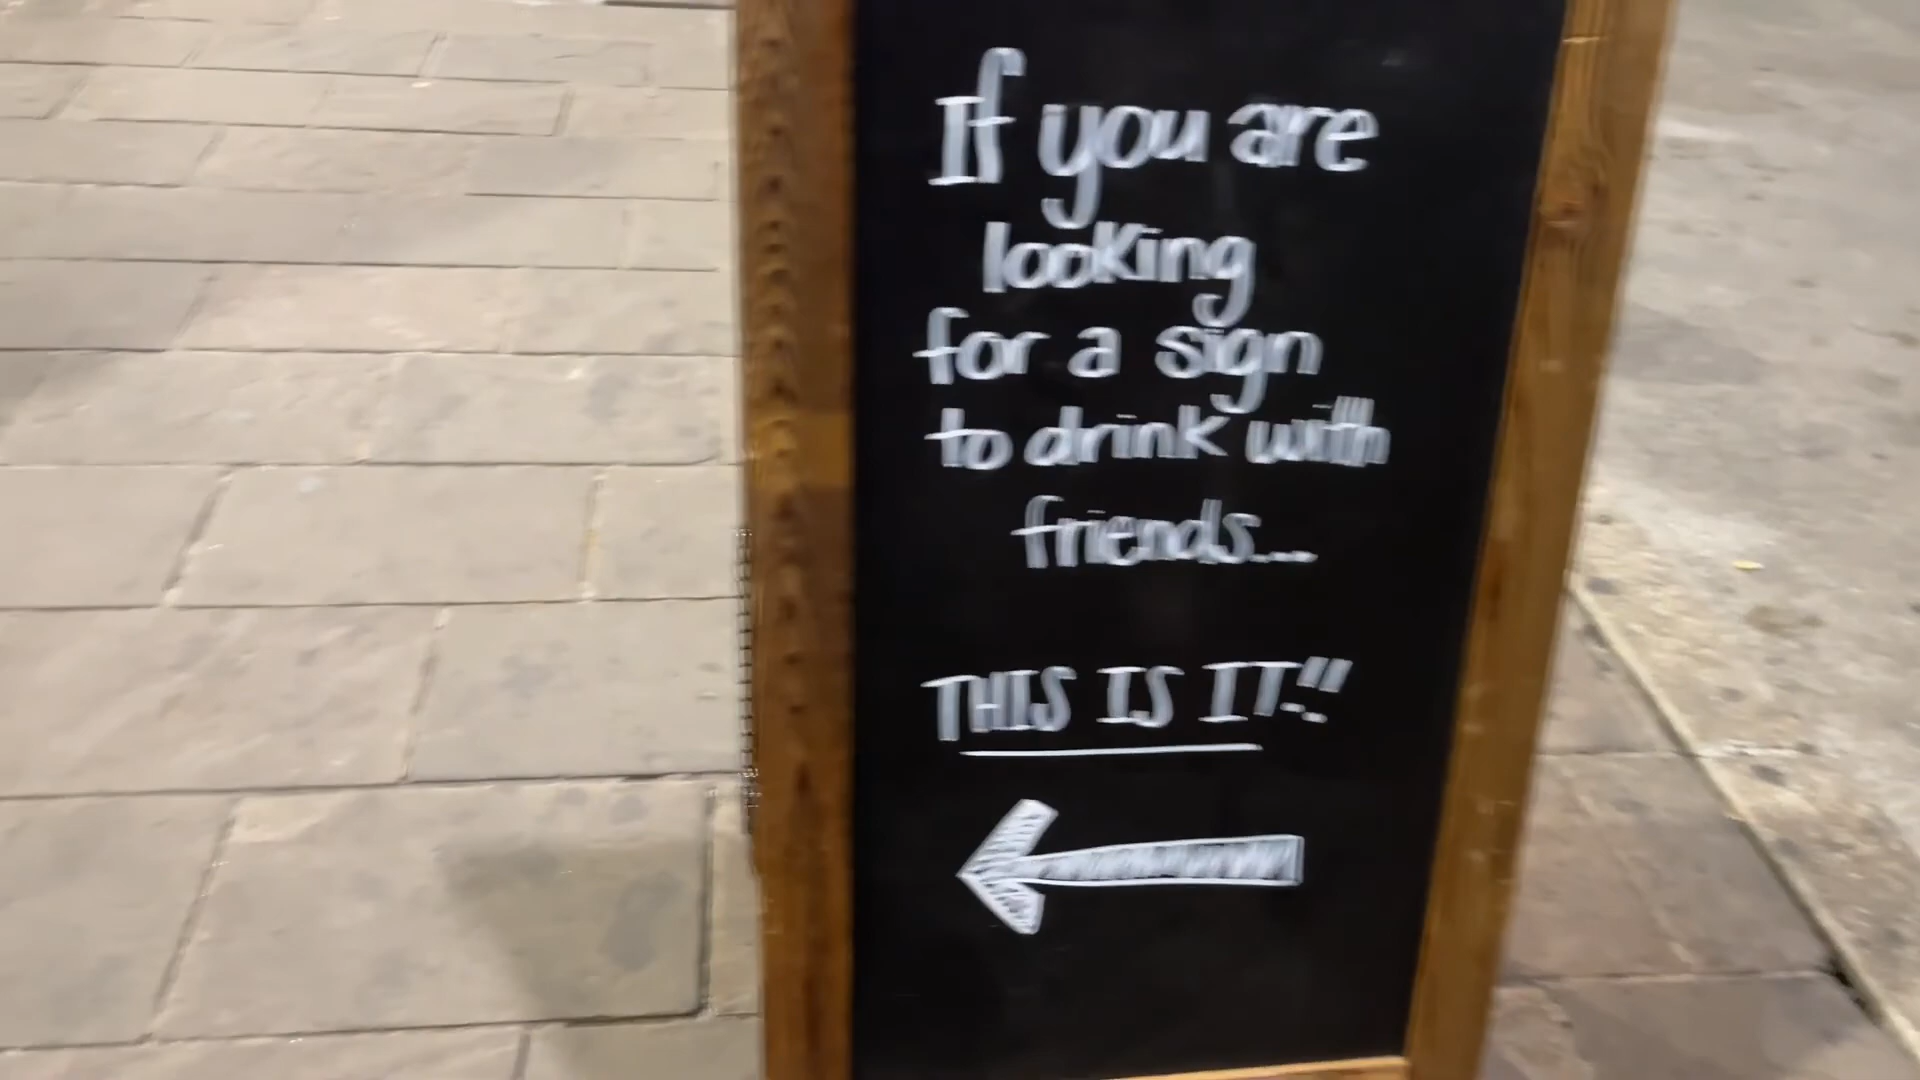 If you are
looking
for a sign
to drink with
friends...
THIS IS IT!!